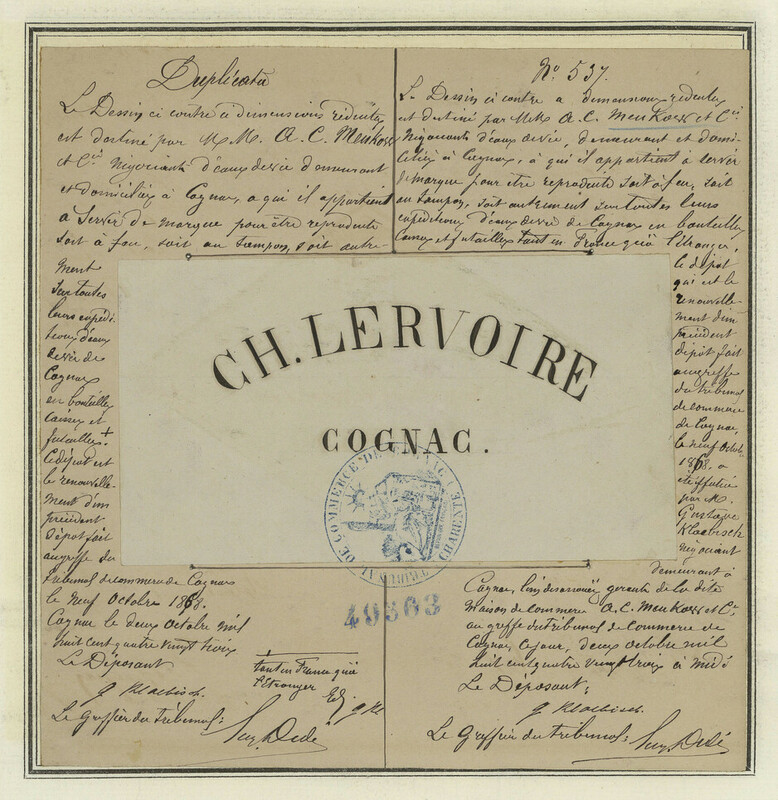 Duplicata
Le Dessin ci contre à dimensions réduites
est destiné par M.M. A.C. Meukow
et Cie Négociants d'eaux de vie demeurant
et domiciliés à Cognac, à qui il appartient
à servir de marque pour être reproduite
soit à feu, soit au tampon, soit autre-
ment
sur toutes
leurs expédi-
tions d'eaux
de vie de
Cognac
en bouteilles
caisses et
futailles +
Ce dépôt est
le renouvelle-
ment d'un
précédent
dépôt fait
au greffe du
tribunal de commerce de Cognac
le neuf Octobre 1868.
Cognac le deux Octobre mil
huit cent quatre vingt trois
Le Déposant
G Klaebisch.
Le Greffier du tribunal:
+ tant en France qu'à
l'Etranger
G Kl
No 537.
Le Dessin ci contre à dimensions réduites
est destiné par MM. A.C. Meukow et Cie
Négociants d'eaux de vie, demeurant et domi-
ciliés à Cognac, à qui il appartient à servir
de marque pour être reproduite soit à feu, soit
au tampon, soit autrement sur toutes leurs
expéditions d'eaux de vie de Cognac en bouteilles
caisses et futailles tant en France qu'à l'Etranger,
le dépôt
qui est le
renouvelle-
ment d'un
précédent
dépôt fait
au greffe
du tribunal
de commerce
de Cognac,
le neuf Octobre
1868. a
été effectué
par M.
Gustave
Klaebisch
négociant
demeurant à
Cognac, l'un des associés gérants de la dite
maison de commerce A.C. Meukow et Cie
au greffe du tribunal de Commerce de
Cognac, ce jour, deux octobre mil
huit cent quatre vingt trois à midi
Le Déposant:
G Klaebisch.
Le Greffier du tribunal:
CH. LERVOIRE
COGNAC.
TRIBUNAL DE COMMERCE DE COGNAC (CHARENTE)
49303